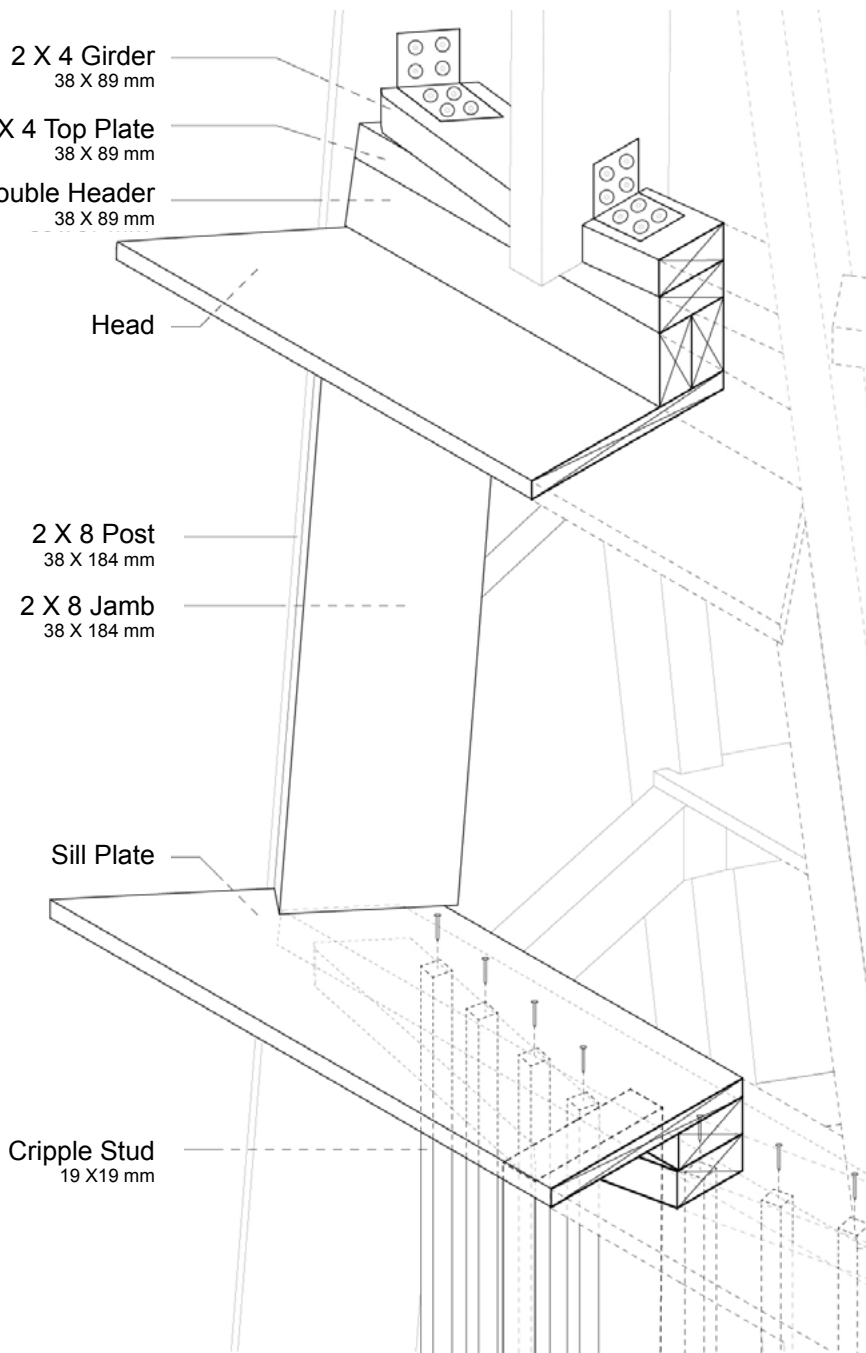 2 X 4 Girder
38 X 89 mm
X 4 Top Plate
38 X 89 mm
ouble Header
38 X 89 mm
Head
2 X 8 Post
38 X 184 mm
2 X 8 Jamb
38 X 184 mm
Sill Plate
Cripple Stud
19 X19 mm